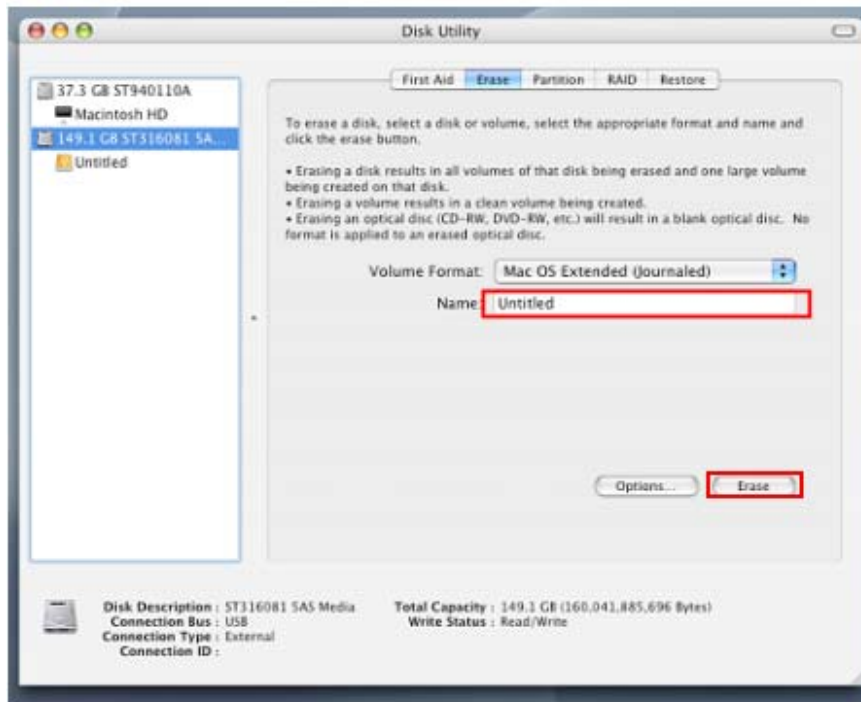 Disk Utility
37.3 GB ST940110A
Macintosh HD
149.1 GB ST316081 5A...
Untitled
First Aid Erase Partition RAID Restore
To erase a disk, select a disk or volume, select the appropriate format and name and
click the erase button.
• Erasing a disk results in all volumes of that disk being erased and one large volume
being created on that disk.
• Erasing a volume results in a clean volume being created.
• Erasing an optical disc (CD-RW, DVD-RW, etc.) will result in a blank optical disc. No
format is applied to an erased optical disc.
Volume Format: Mac OS Extended (Journaled)
Name: Untitled
Options... Erase
Disk Description : ST316081 5AS Media
Connection Bus : USB
Connection Type : External
Connection ID :
Total Capacity : 149.1 GB (160,041,885,696 Bytes)
Write Status : Read/Write